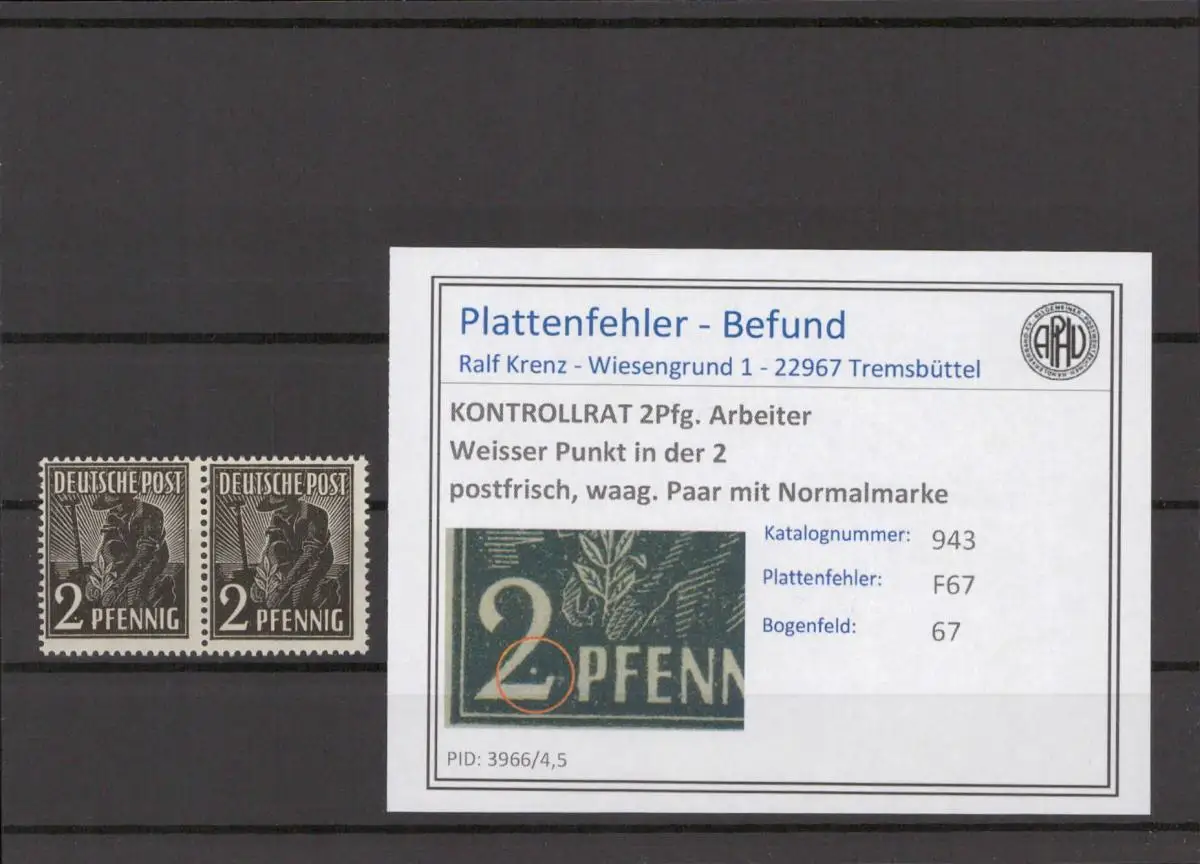 DEUTSCHE POST
2 PFENNIG
DEUTSCHE POST
2 PFENNIG
Plattenfehler - Befund
Ralf Krenz - Wiesengrund 1 - 22967 Tremsbüttel
APHV
KONTROLLRAT 2Pfg. Arbeiter
Weisser Punkt in der 2
postfrisch, waag. Paar mit Normalmarke
2 PFENN
Katalognummer: 943
Plattenfehler: F67
Bogenfeld: 67
PID: 3966/4,5